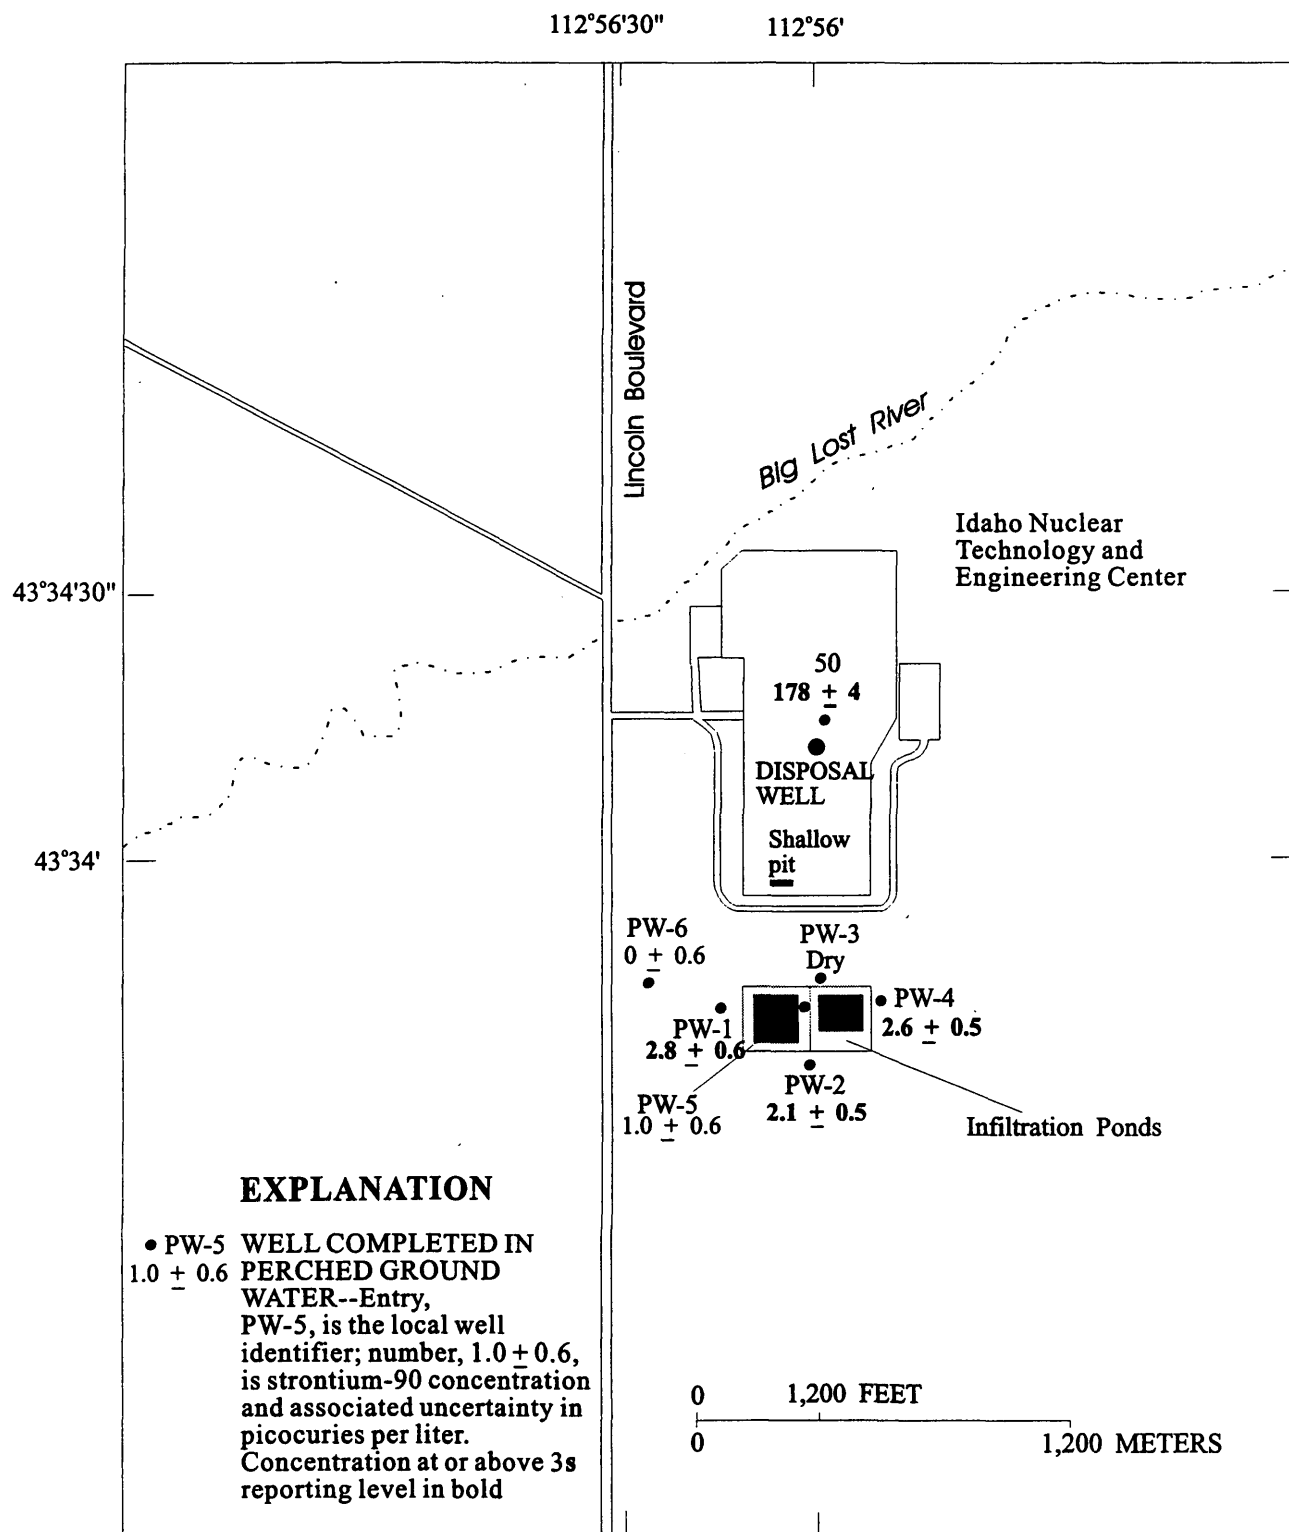 112°56'30" 112°56'
Lincoln Boulevard
Big Lost River
Idaho Nuclear
Technology and
Engineering Center
43°34'30"
50
178 ± 4
DISPOSAL
WELL
Shallow
pit
43°34'
PW-6
0 ± 0.6
PW-3
Dry
PW-4
2.6 ± 0.5
PW-1
2.8 ± 0.6
PW-2
2.1 ± 0.5
PW-5
1.0 ± 0.6
Infiltration Ponds
EXPLANATION
PW-5 WELL COMPLETED IN
1.0 ± 0.6 PERCHED GROUND
WATER--Entry,
PW-5, is the local well
identifier; number, 1.0 ± 0.6,
is strontium-90 concentration
and associated uncertainty in
picocuries per liter.
Concentration at or above 3s
reporting level in bold
0 1,200 FEET
0 1,200 METERS